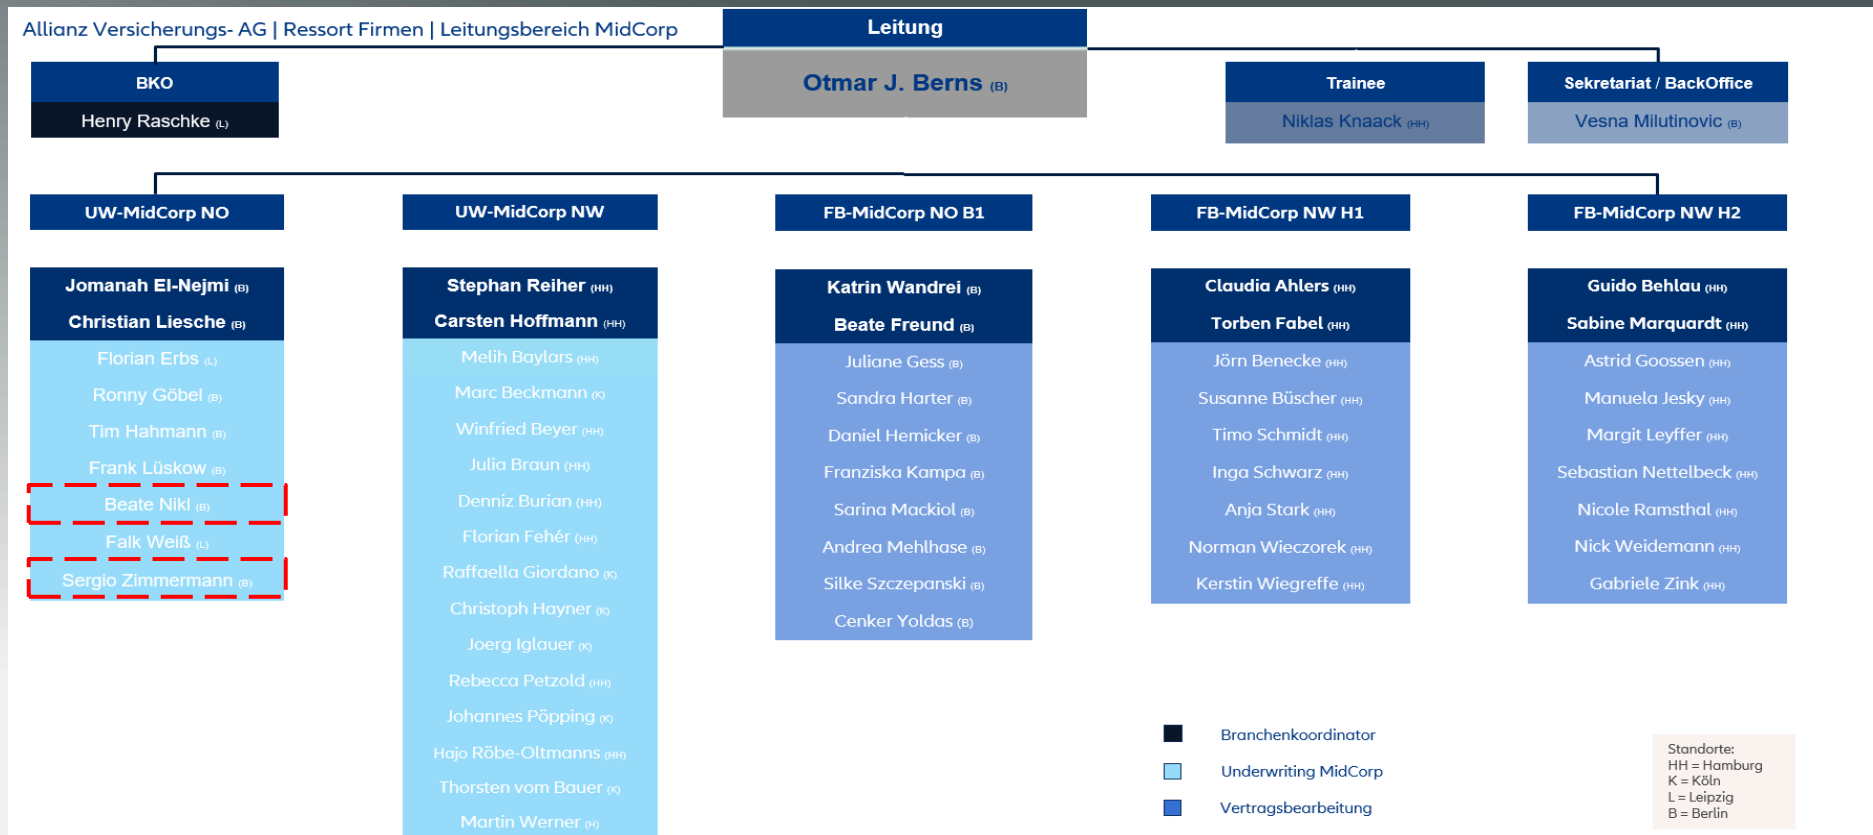 Allianz Versicherungs- AG | Ressort Firmen | Leitungsbereich MidCorp
Leitung
Otmar J. Berns (B)
BKO
Henry Raschke (L)
Trainee
Niklas Knaack (HH)
Sekretariat / BackOffice
Vesna Milutinovic (B)
UW-MidCorp NO
Jomanah El-Nejmi (B)
Christian Liesche (B)
Florian Erbs (L)
Ronny Göbel (B)
Tim Hahmann (B)
Frank Lüskow (B)
Beate Nikl (B)
Falk Weiß (L)
Sergio Zimmermann (B)
UW-MidCorp NW
Stephan Reiher (HH)
Carsten Hoffmann (HH)
Melih Baylars (HH)
Marc Beckmann (K)
Winfried Beyer (HH)
Julia Braun (HH)
Denniz Burian (HH)
Florian Fehér (HH)
Raffaella Giordano (K)
Christoph Hayner (K)
Joerg Iglauer (K)
Rebecca Petzold (HH)
Johannes Pöpping (K)
Hajo Röbe-Oltmanns (HH)
Thorsten vom Bauer (K)
Martin Werner (H)
FB-MidCorp NO B1
Katrin Wandrei (B)
Beate Freund (B)
Juliane Gess (B)
Sandra Harter (B)
Daniel Hemicker (B)
Franziska Kampa (B)
Sarina Mackiol (B)
Andrea Mehlhase (B)
Silke Szczepanski (B)
Cenker Yoldas (B)
FB-MidCorp NW H1
Claudia Ahlers (HH)
Torben Fabel (HH)
Jörn Benecke (HH)
Susanne Büscher (HH)
Timo Schmidt (HH)
Inga Schwarz (HH)
Anja Stark (HH)
Norman Wieczorek (HH)
Kerstin Wiegreffe (HH)
FB-MidCorp NW H2
Guido Behlau (HH)
Sabine Marquardt (HH)
Astrid Goossen (HH)
Manuela Jesky (HH)
Margit Leyffer (HH)
Sebastian Nettelbeck (HH)
Nicole Ramsthal (HH)
Nick Weidemann (HH)
Gabriele Zink (HH)
Branchenkoordinator
Underwriting MidCorp
Vertragsbearbeitung
Standorte:
HH = Hamburg
K = Köln
L = Leipzig
B = Berlin